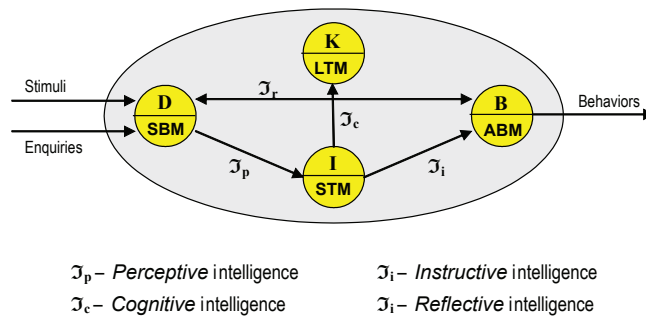 K
LTM
Stimuli
D
SBM
ℑr
B
ABM
Behaviors
Enquiries
ℑc
ℑp
I
STM
ℑi
ℑp – Perceptive intelligence
ℑi – Instructive intelligence
ℑc – Cognitive intelligence
ℑi – Reflective intelligence